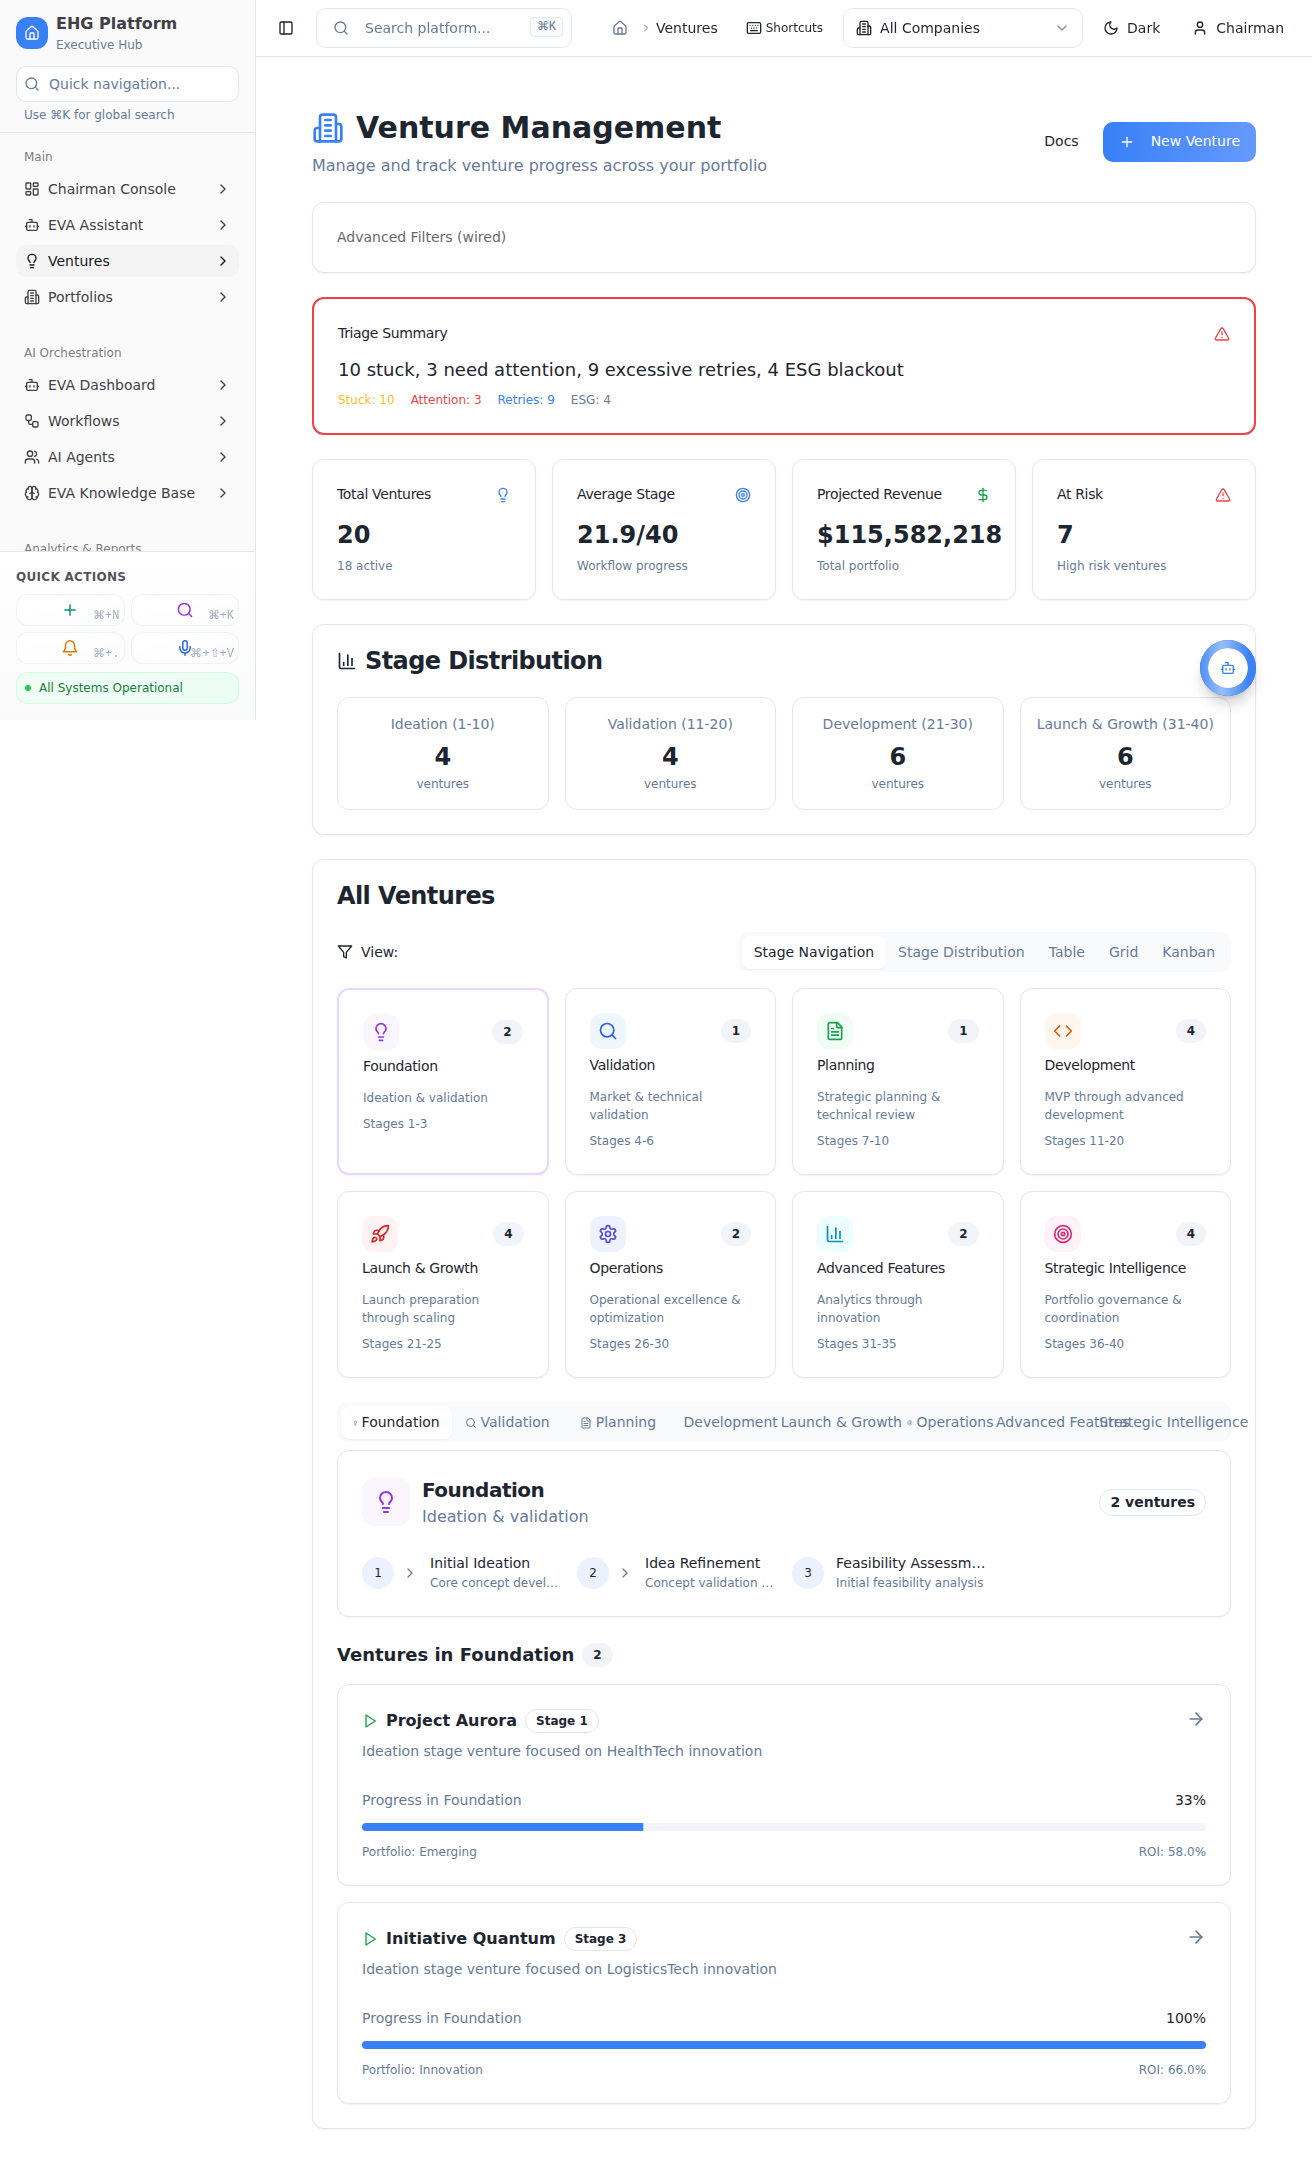 EHG Platform
Executive Hub
Quick navigation...
Use ⌘K for global search
Main
Chairman Console
EVA Assistant
Ventures
Portfolios
AI Orchestration
EVA Dashboard
Workflows
AI Agents
EVA Knowledge Base
Analytics & Reports
QUICK ACTIONS
⌘+N
⌘+K
⌘+.
⌘+⇧+V
All Systems Operational
Search platform...
⌘K
Ventures
Shortcuts
All Companies
Dark
Chairman
Venture Management
Manage and track venture progress across your portfolio
Docs
New Venture
Advanced Filters (wired)
Triage Summary
10 stuck, 3 need attention, 9 excessive retries, 4 ESG blackout
Stuck: 10 Attention: 3 Retries: 9 ESG: 4
Total Ventures
20
18 active
Average Stage
21.9/40
Workflow progress
Projected Revenue
$115,582,218
Total portfolio
At Risk
7
High risk ventures
Stage Distribution
Ideation (1-10)
4
ventures
Validation (11-20)
4
ventures
Development (21-30)
6
ventures
Launch & Growth (31-40)
6
ventures
All Ventures
View:
Stage Navigation
Stage Distribution
Table
Grid
Kanban
2
Foundation
Ideation & validation
Stages 1-3
1
Validation
Market & technical
validation
Stages 4-6
1
Planning
Strategic planning &
technical review
Stages 7-10
4
Development
MVP through advanced
development
Stages 11-20
4
Launch & Growth
Launch preparation
through scaling
Stages 21-25
2
Operations
Operational excellence &
optimization
Stages 26-30
2
Advanced Features
Analytics through
innovation
Stages 31-35
4
Strategic Intelligence
Portfolio governance &
coordination
Stages 36-40
Foundation
Validation
Planning
Development
Launch & Growth
Operations
Advanced Features
Strategic Intelligence
Foundation
Ideation & validation
2 ventures
1
Initial Ideation
Core concept devel...
2
Idea Refinement
Concept validation ...
3
Feasibility Assessm...
Initial feasibility analysis
Ventures in Foundation 2
Project Aurora Stage 1
Ideation stage venture focused on HealthTech innovation
Progress in Foundation 33%
Portfolio: Emerging ROI: 58.0%
Initiative Quantum Stage 3
Ideation stage venture focused on LogisticsTech innovation
Progress in Foundation 100%
Portfolio: Innovation ROI: 66.0%